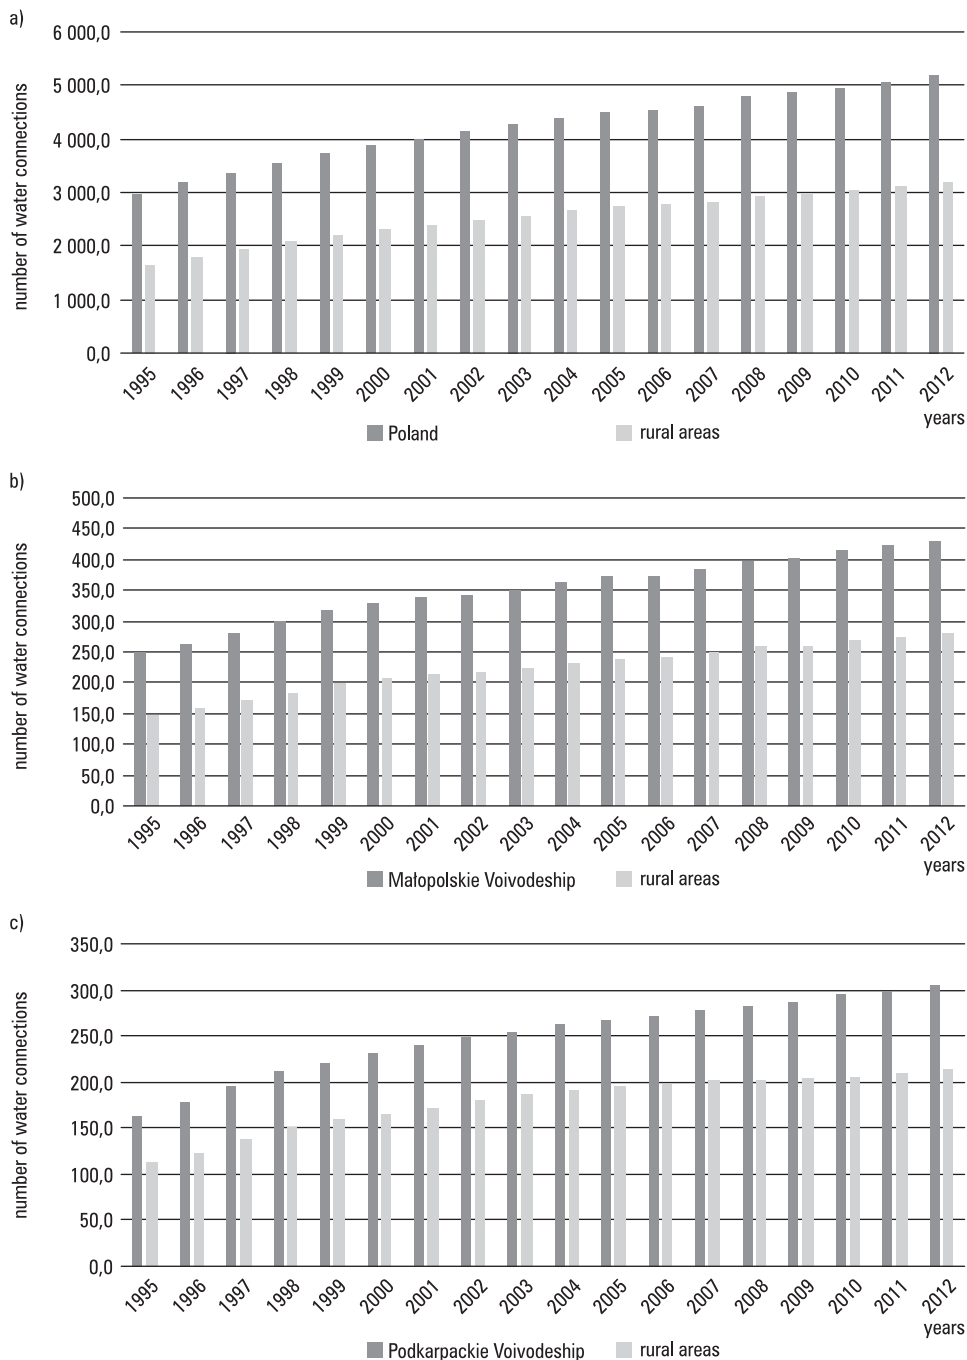 a)
number of water connections
6 000,0
5 000,0
4 000,0
3 000,0
2 000,0
1 000,0
0,0
1995 1996 1997 1998 1999 2000 2001 2002 2003 2004 2005 2006 2007 2008 2009 2010 2011 2012
years
Poland rural areas
b)
number of water connections
500,0
450,0
400,0
350,0
300,0
250,0
200,0
150,0
100,0
50,0
0,0
1995 1996 1997 1998 1999 2000 2001 2002 2003 2004 2005 2006 2007 2008 2009 2010 2011 2012
years
Małopolskie Voivodeship rural areas
c)
number of water connections
350,0
300,0
250,0
200,0
150,0
100,0
50,0
0,0
1995 1996 1997 1998 1999 2000 2001 2002 2003 2004 2005 2006 2007 2008 2009 2010 2011 2012
years
Podkarpackie Voivodeship rural areas